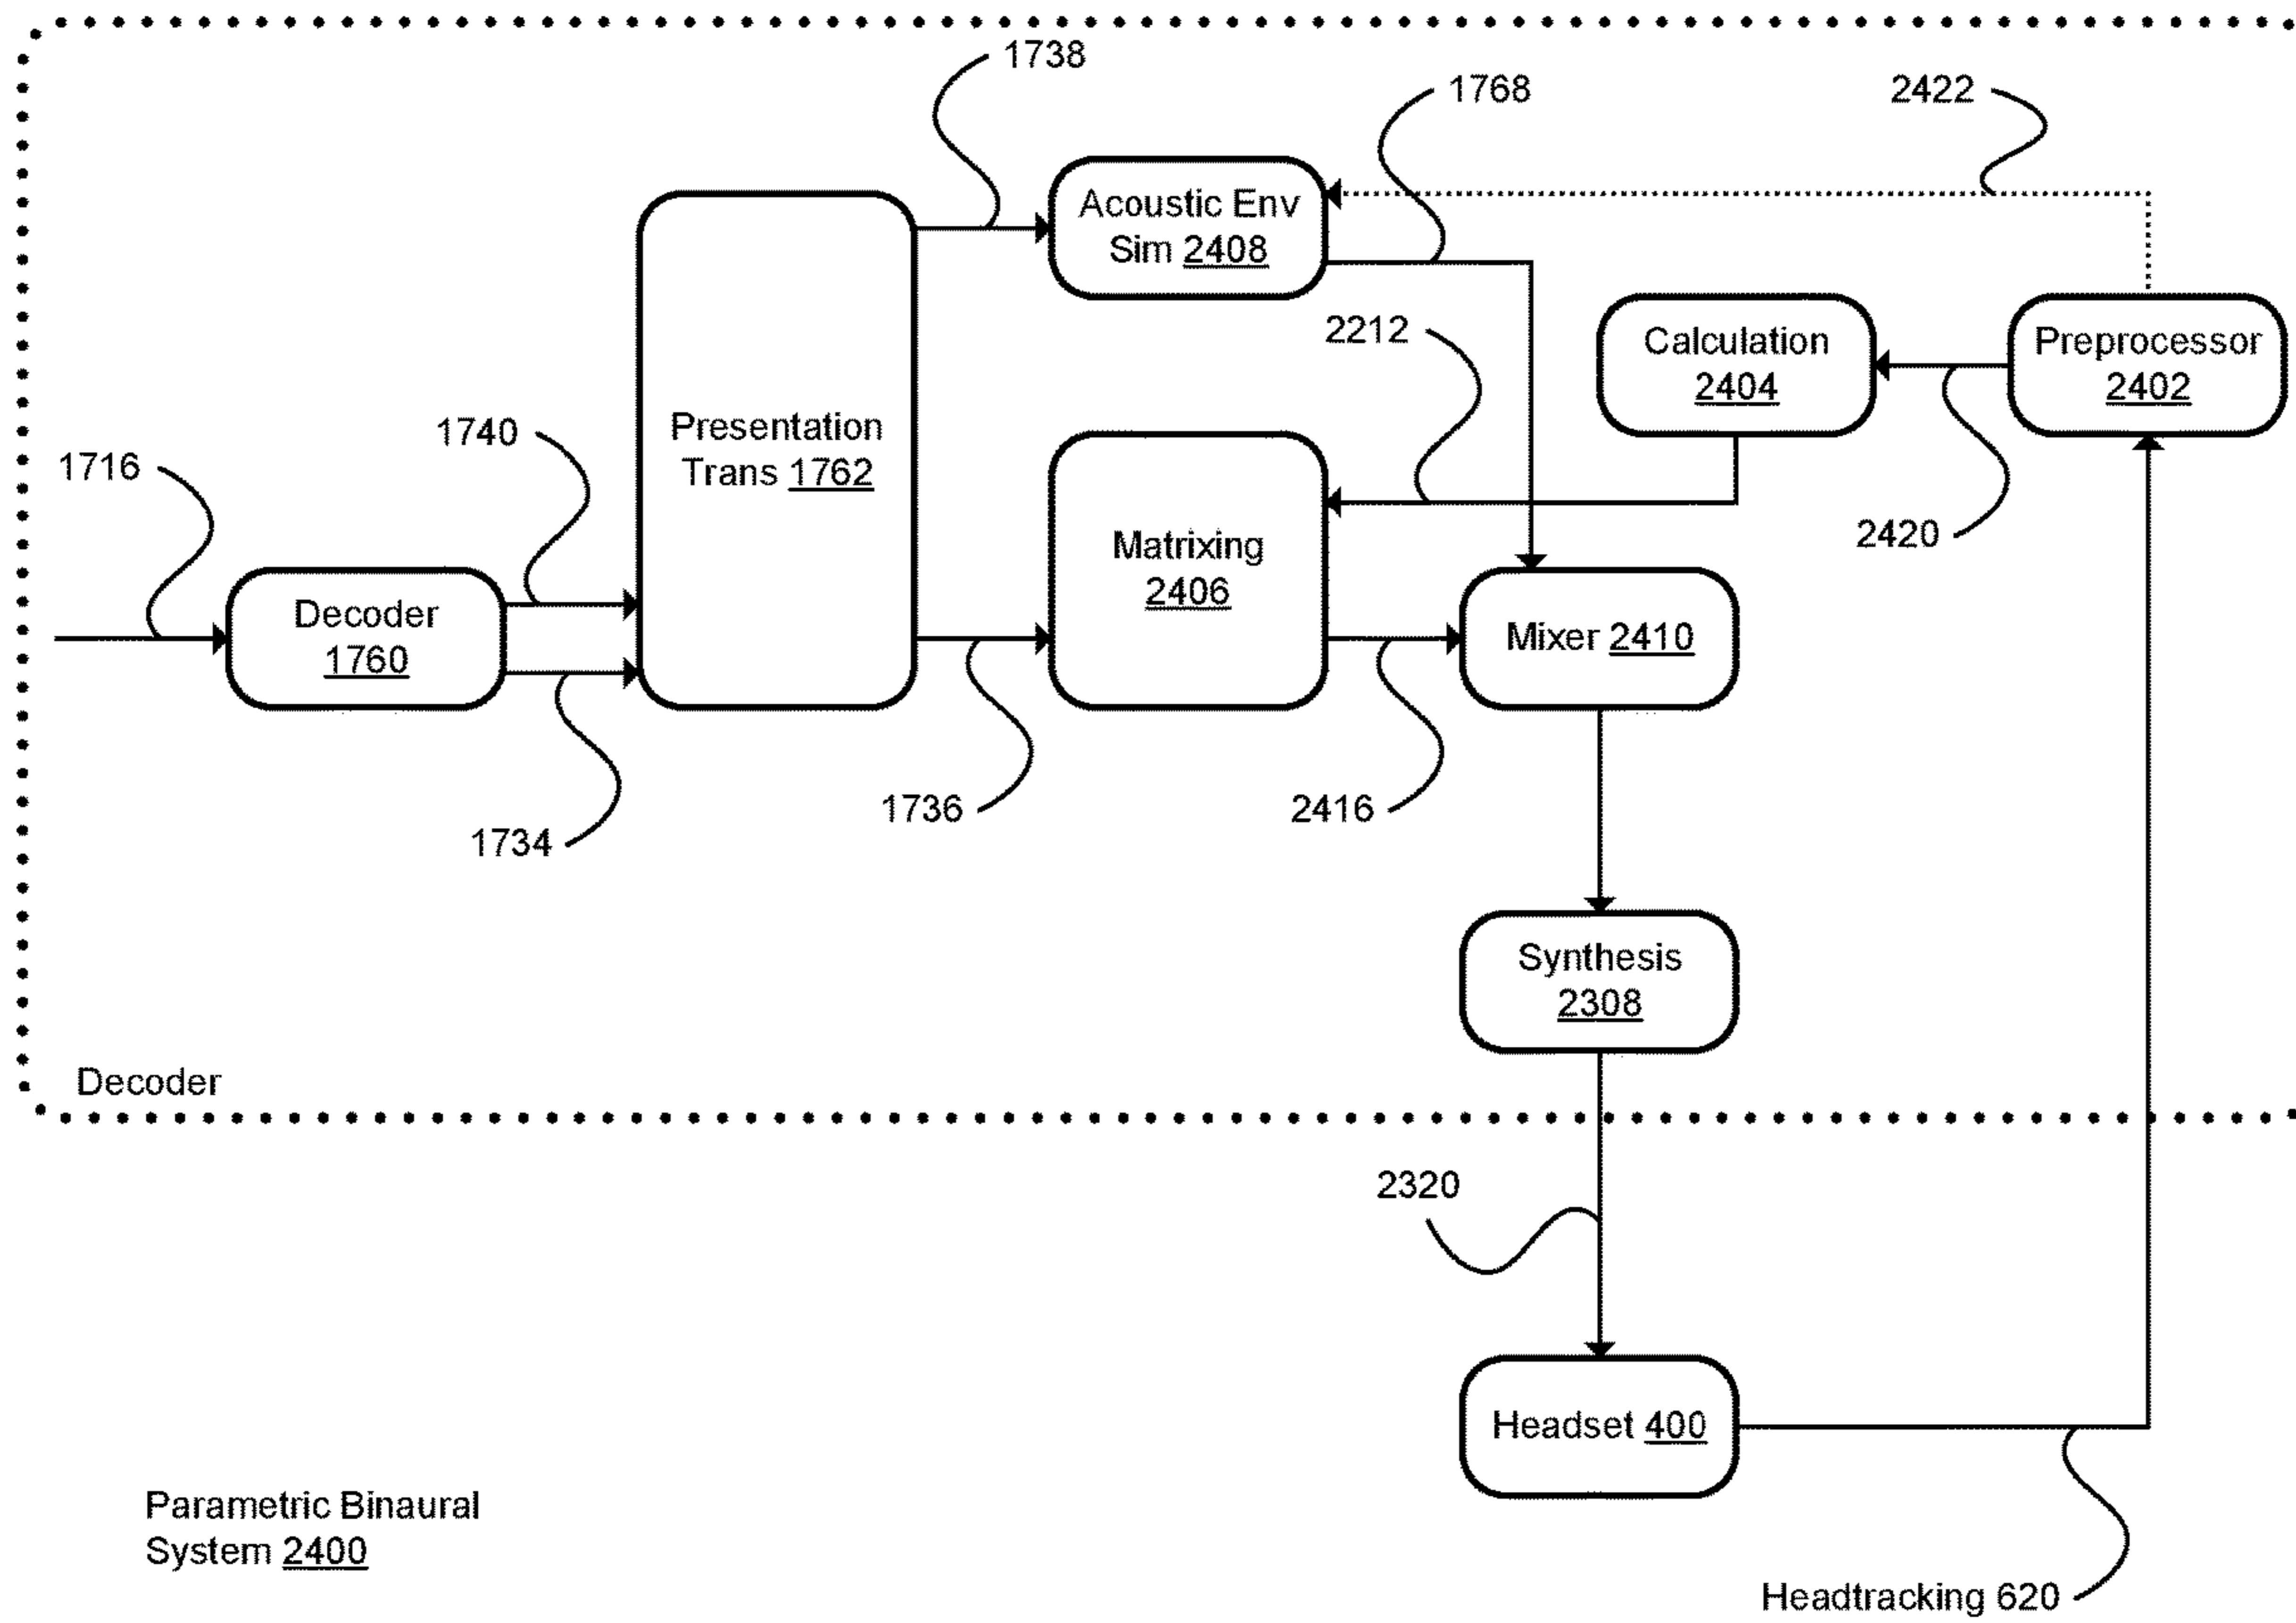 1738
1768
2422
Acoustic Env
Sim 2408
2212
Calculation
2404
Preprocessor
2402
1740
Presentation
Trans 1762
1716
2420
Matrixing
2406
Decoder
1760
Mixer 2410
1734
1736
2416
Synthesis
2308
Decoder
2320
Headset 400
Parametric Binaural
System 2400
Headtracking 620